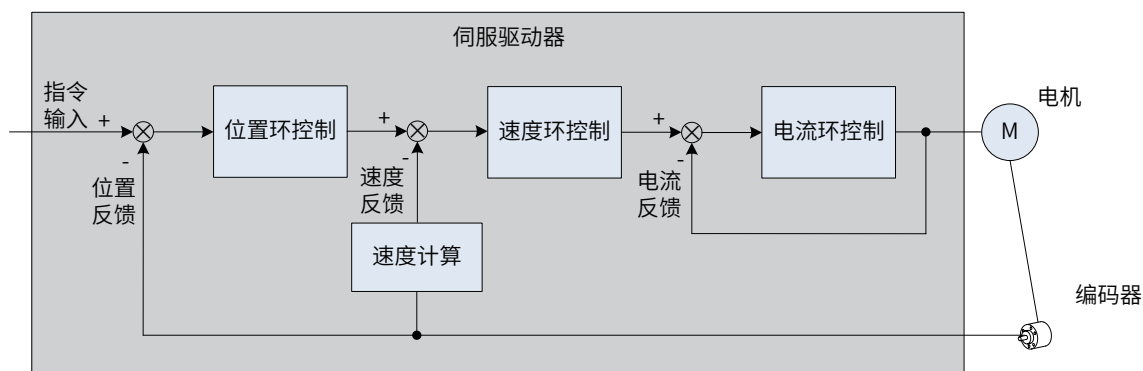 伺服驱动器
指令
输入
+
-
位置
反馈
位置环控制
+
-
速度
反馈
速度计算
速度环控制
+
-
电流
反馈
电流环控制
M
电机
编码器